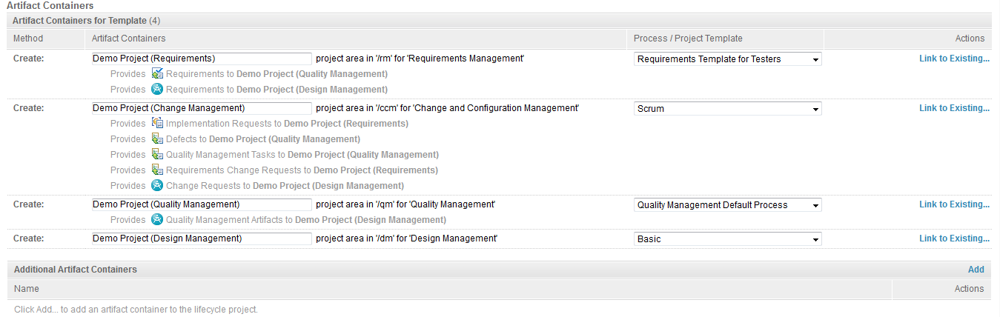 Artifact Containers
Artifact Containers for Template (4)
Method Artifact Containers Process / Project Template Actions
Create: Demo Project (Requirements) project area in '/rm' for 'Requirements Management' Requirements Template for Testers Link to Existing...
Provides Requirements to Demo Project (Quality Management)
Provides Requirements to Demo Project (Design Management)
Create: Demo Project (Change Management) project area in '/ccm' for 'Change and Configuration Management' Scrum Link to Existing...
Provides Implementation Requests to Demo Project (Requirements)
Provides Defects to Demo Project (Quality Management)
Provides Quality Management Tasks to Demo Project (Quality Management)
Provides Requirements Change Requests to Demo Project (Requirements)
Provides Change Requests to Demo Project (Design Management)
Create: Demo Project (Quality Management) project area in '/qm' for 'Quality Management' Quality Management Default Process Link to Existing...
Provides Quality Management Artifacts to Demo Project (Design Management)
Create: Demo Project (Design Management) project area in '/dm' for 'Design Management' Basic Link to Existing...
Additional Artifact Containers Add
Name Actions
Click Add... to add an artifact container to the lifecycle project.